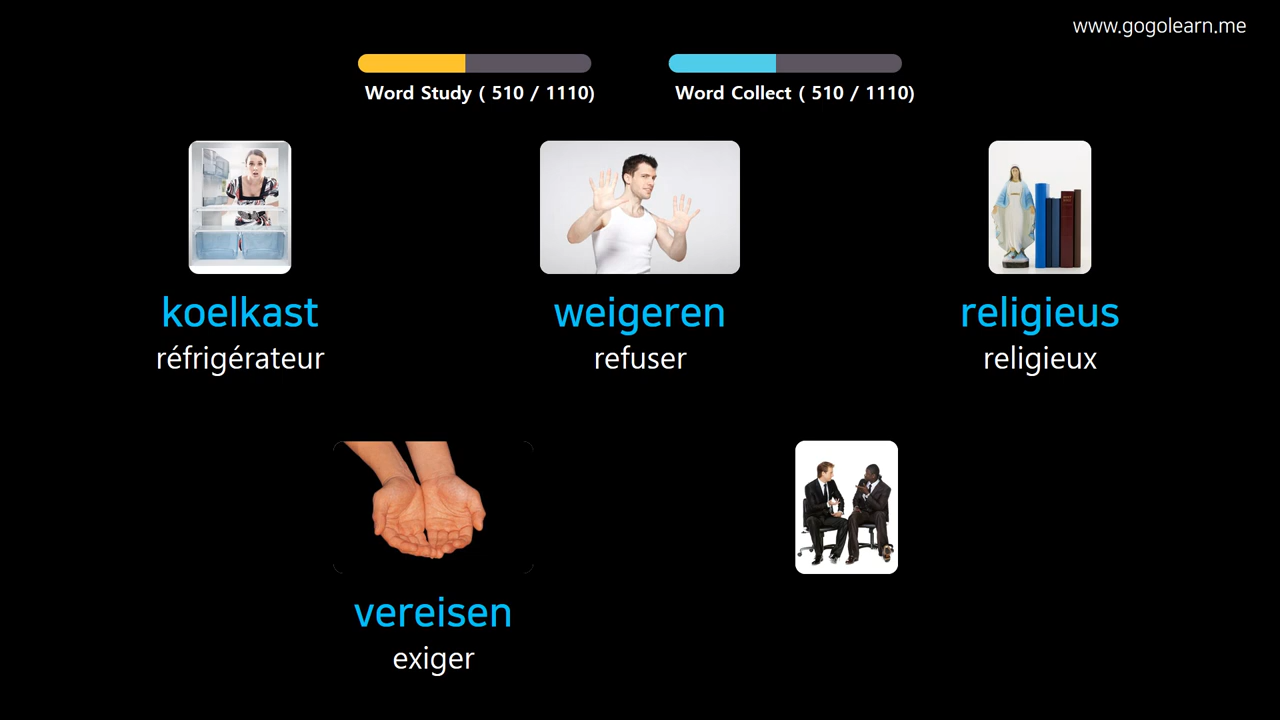 www.gogolearn.me
Word Study ( 510 / 1110)
Word Collect ( 510 / 1110)
koelkast
réfrigérateur
weigeren
refuser
religieus
religieux
vereisen
exiger